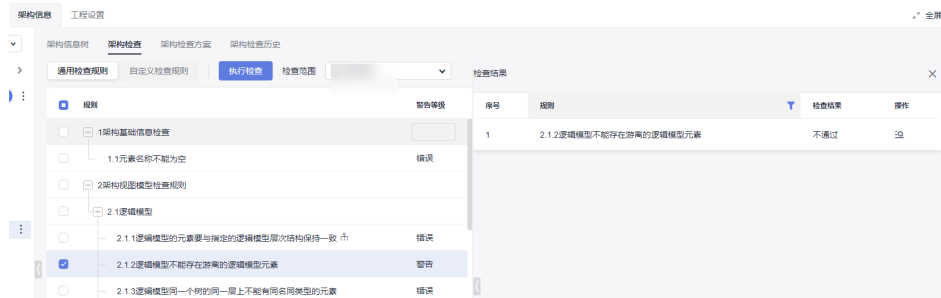 架构信息 工程设置 全屏
架构信息树 架构检查 架构检查方案 架构检查历史
通用检查规则 自定义检查规则 执行检查 检查范围
检查结果
规则 警告等级
序号 规则 检查结果 操作
1架构基础信息检查
1 2.1.2逻辑模型不能存在游离的逻辑模型元素 不通过
1.1元素名称不能为空 错误
2架构视图模型检查规则
2.1逻辑模型
2.1.1逻辑模型的元素要与指定的逻辑模型层次结构保持一致 错误
2.1.2逻辑模型不能存在游离的逻辑模型元素 警告
2.1.3逻辑模型同一个树的同一层上不能有同名同类型的元素 错误